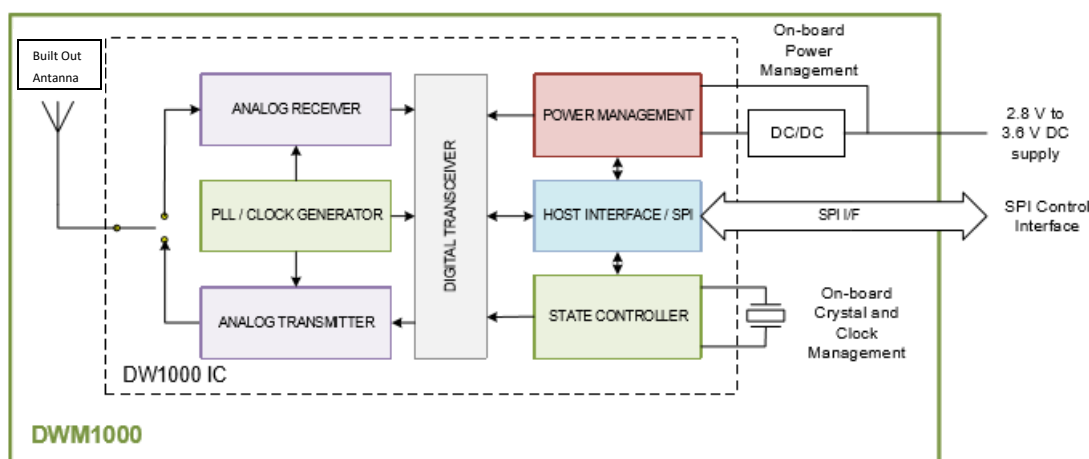 Built Out
Antanna
On-board
Power
Management
ANALOG RECEIVER
POWER MANAGEMENT
DC/DC
2.8 V to
3.6 V DC
supply
PLL / CLOCK GENERATOR
DIGITAL TRANSCEIVER
HOST INTERFACE / SPI
SPI I/F
SPI Control
Interface
ANALOG TRANSMITTER
STATE CONTROLLER
On-board
Crystal and
Clock
Management
DW1000 IC
DWM1000